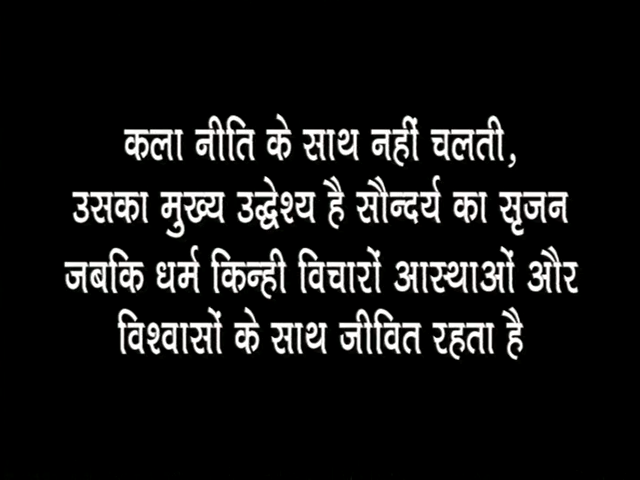 कला नीति के साथ नहीं चलती,
उसका मुख्य उद्धेश्य है सौन्दर्य का सृजन
जबकि धर्म किन्ही विचारों आस्थाओं और
विश्वासों के साथ जीवित रहता है